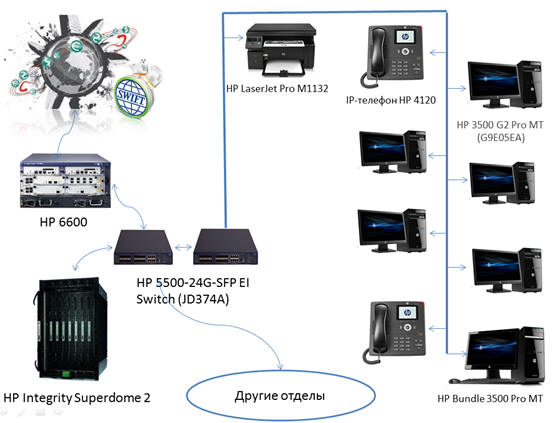 SWIFT
HP LaserJet Pro M1132
IP-телефон HP 4120
HP 3500 G2 Pro MT
(G9E05EA)
HP 6600
HP 5500-24G-SFP EI
Switch (JD374A)
HP Integrity Superdome 2
Другие отделы
HP Bundle 3500 Pro MT